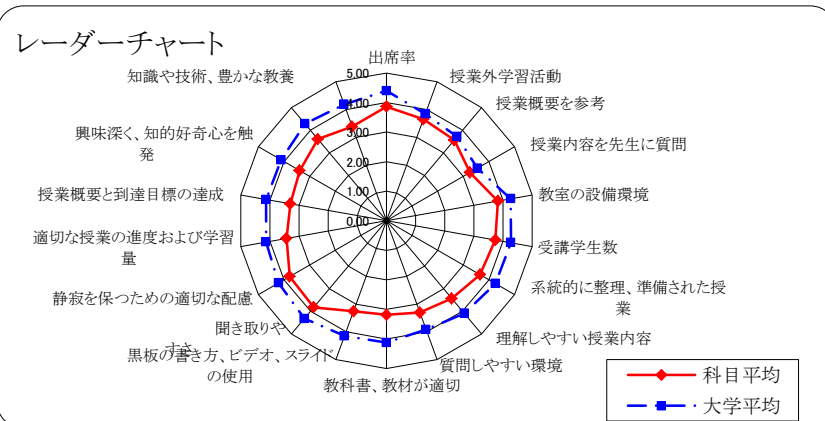 レーダーチャート
出席率
授業外学習活動
授業概要を参考
授業内容を先生に質問
教室の設備環境
受講学生数
系統的に整理、準備された授
業
理解しやすい授業内容
質問しやすい環境
教科書、教材が適切
黒板の書き方、ビデオ、スライド
の使用
聞き取りや
すさ
静寂を保つための適切な配慮
適切な授業の進度および学習
量
授業概要と到達目標の達成
興味深く、知的好奇心を触
発
知識や技術、豊かな教養
5.00
4.00
3.00
2.00
1.00
0.00
科目平均
大学平均